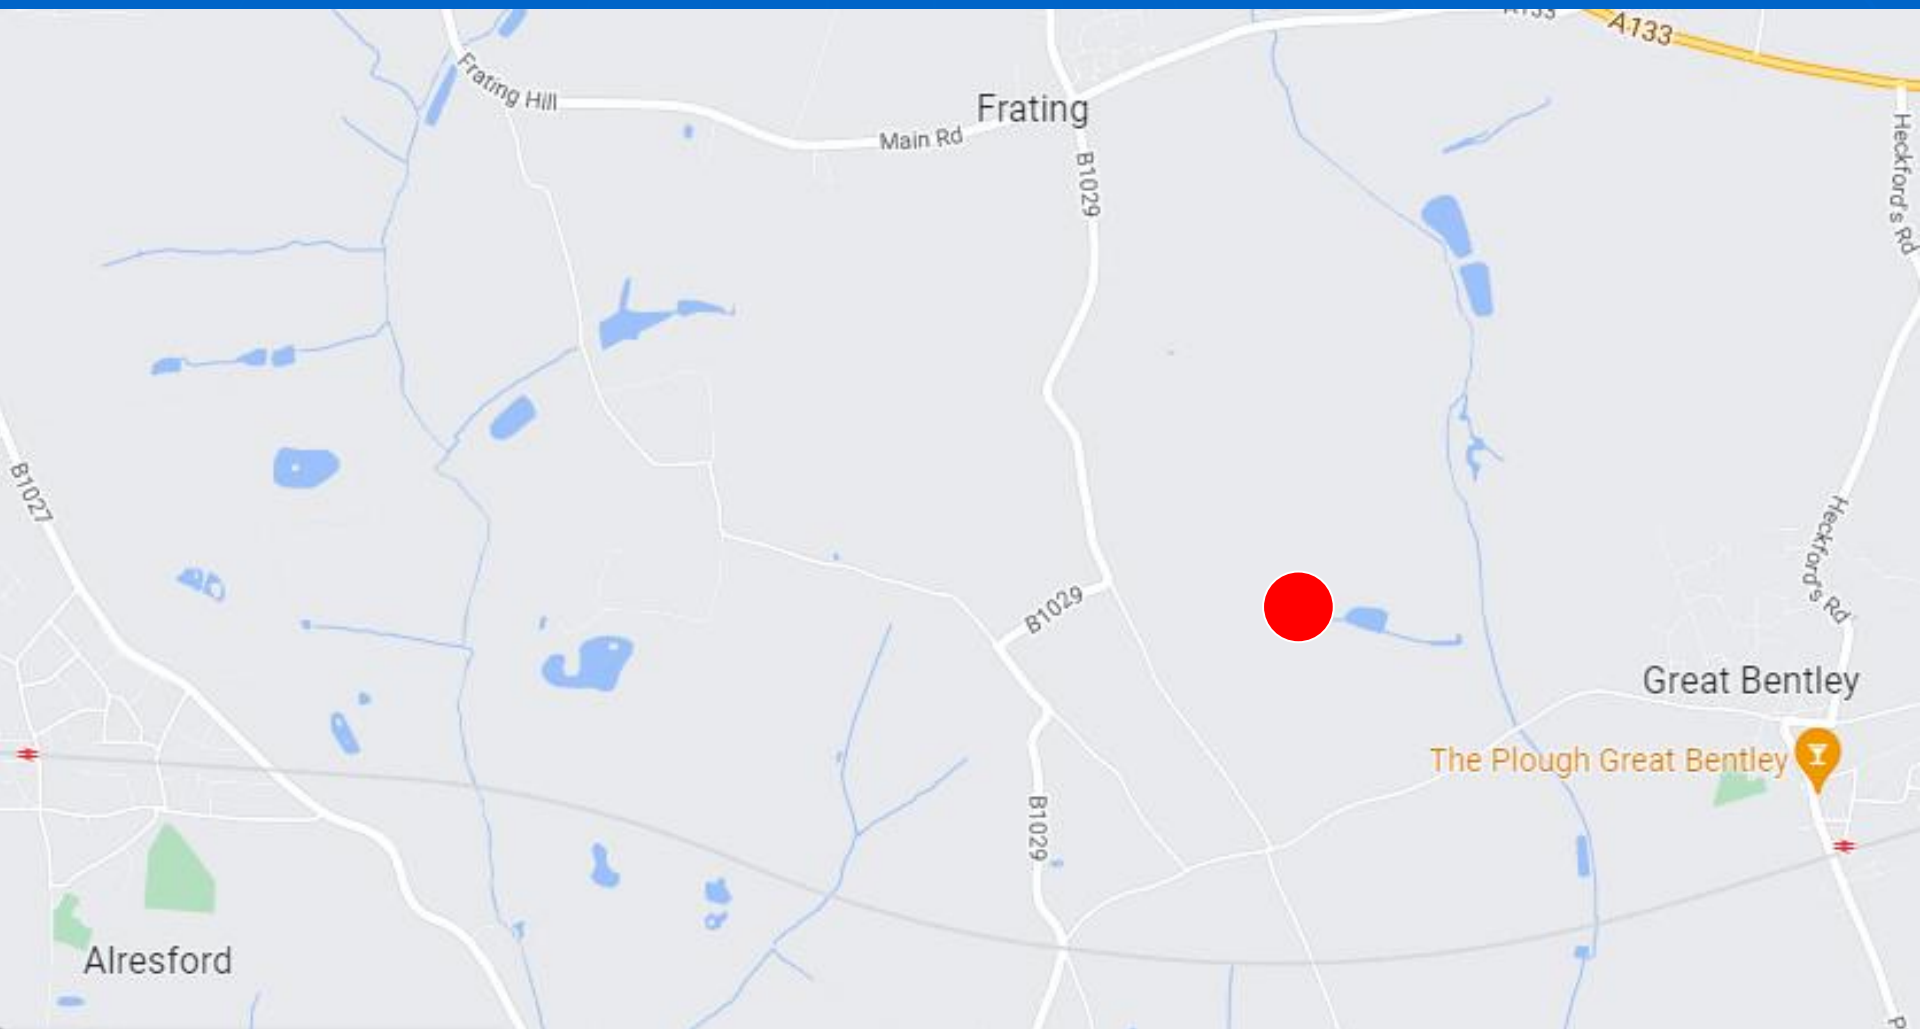 A133
Frating Hill
Frating
Main Rd
B1029
Heckford's Rd
B1027
Heckford's Rd
B1029
Great Bentley
The Plough Great Bentley
B1029
Alresford